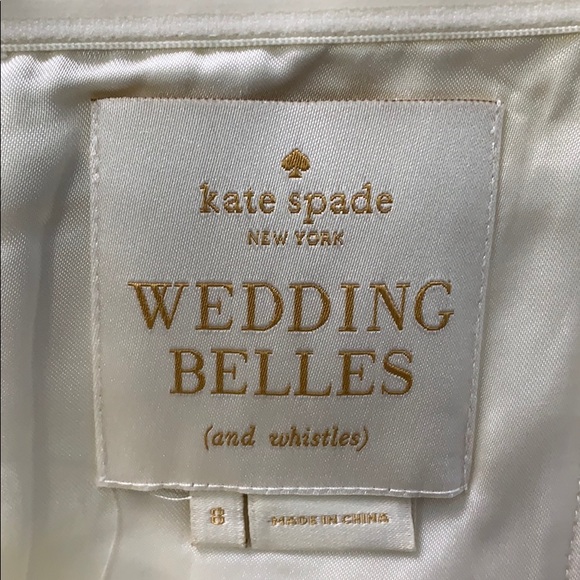 kate spade
NEW YORK
WEDDING
BELLES
(and whistles)
8
MADE IN CHINA